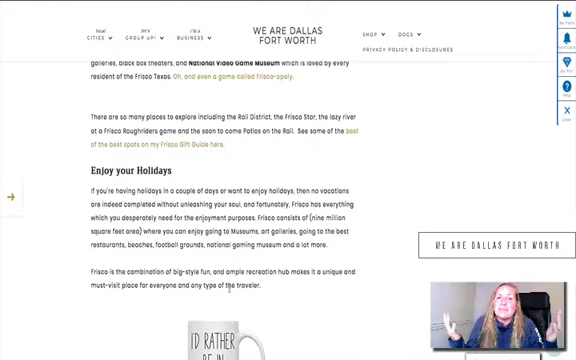 local
CITIES
let's
GROUP UP!
I'm a
BUSINESS
WE ARE DALLAS
FORT WORTH
SHOP
DOGS
PRIVACY POLICY & DISCLOSURES
galleries, black box theaters, and National Video Game Museum which is loved by every
resident of the Frisco Texas. Oh, and even a game called Frisco-opoly.
There are so many places to explore including the Rail District, the Frisco Star, the lazy river
at a Frisco Roughriders game and the soon to come Patios on the Rail. See some of the best
of the best spots on my Frisco Gift Guide here.
Enjoy your Holidays
If you're having holidays in a couple of days or want to enjoy holidays, then no vacations
are indeed completed without unleashing your soul, and fortunately, Frisco has everything
which you desperately need for the enjoyment purposes. Frisco consists of (nine million
square feet area) where you can enjoy going to Museums, art galleries, going to the best
restaurants, beaches, football grounds, national gaming museum and a lot more.
WE ARE DALLAS FORT WORTH
Frisco is the combination of big-style fun, and ample recreation hub makes it a unique and
must-visit place for everyone and any type of the traveler.
I'D RATHER
BE IN
Help